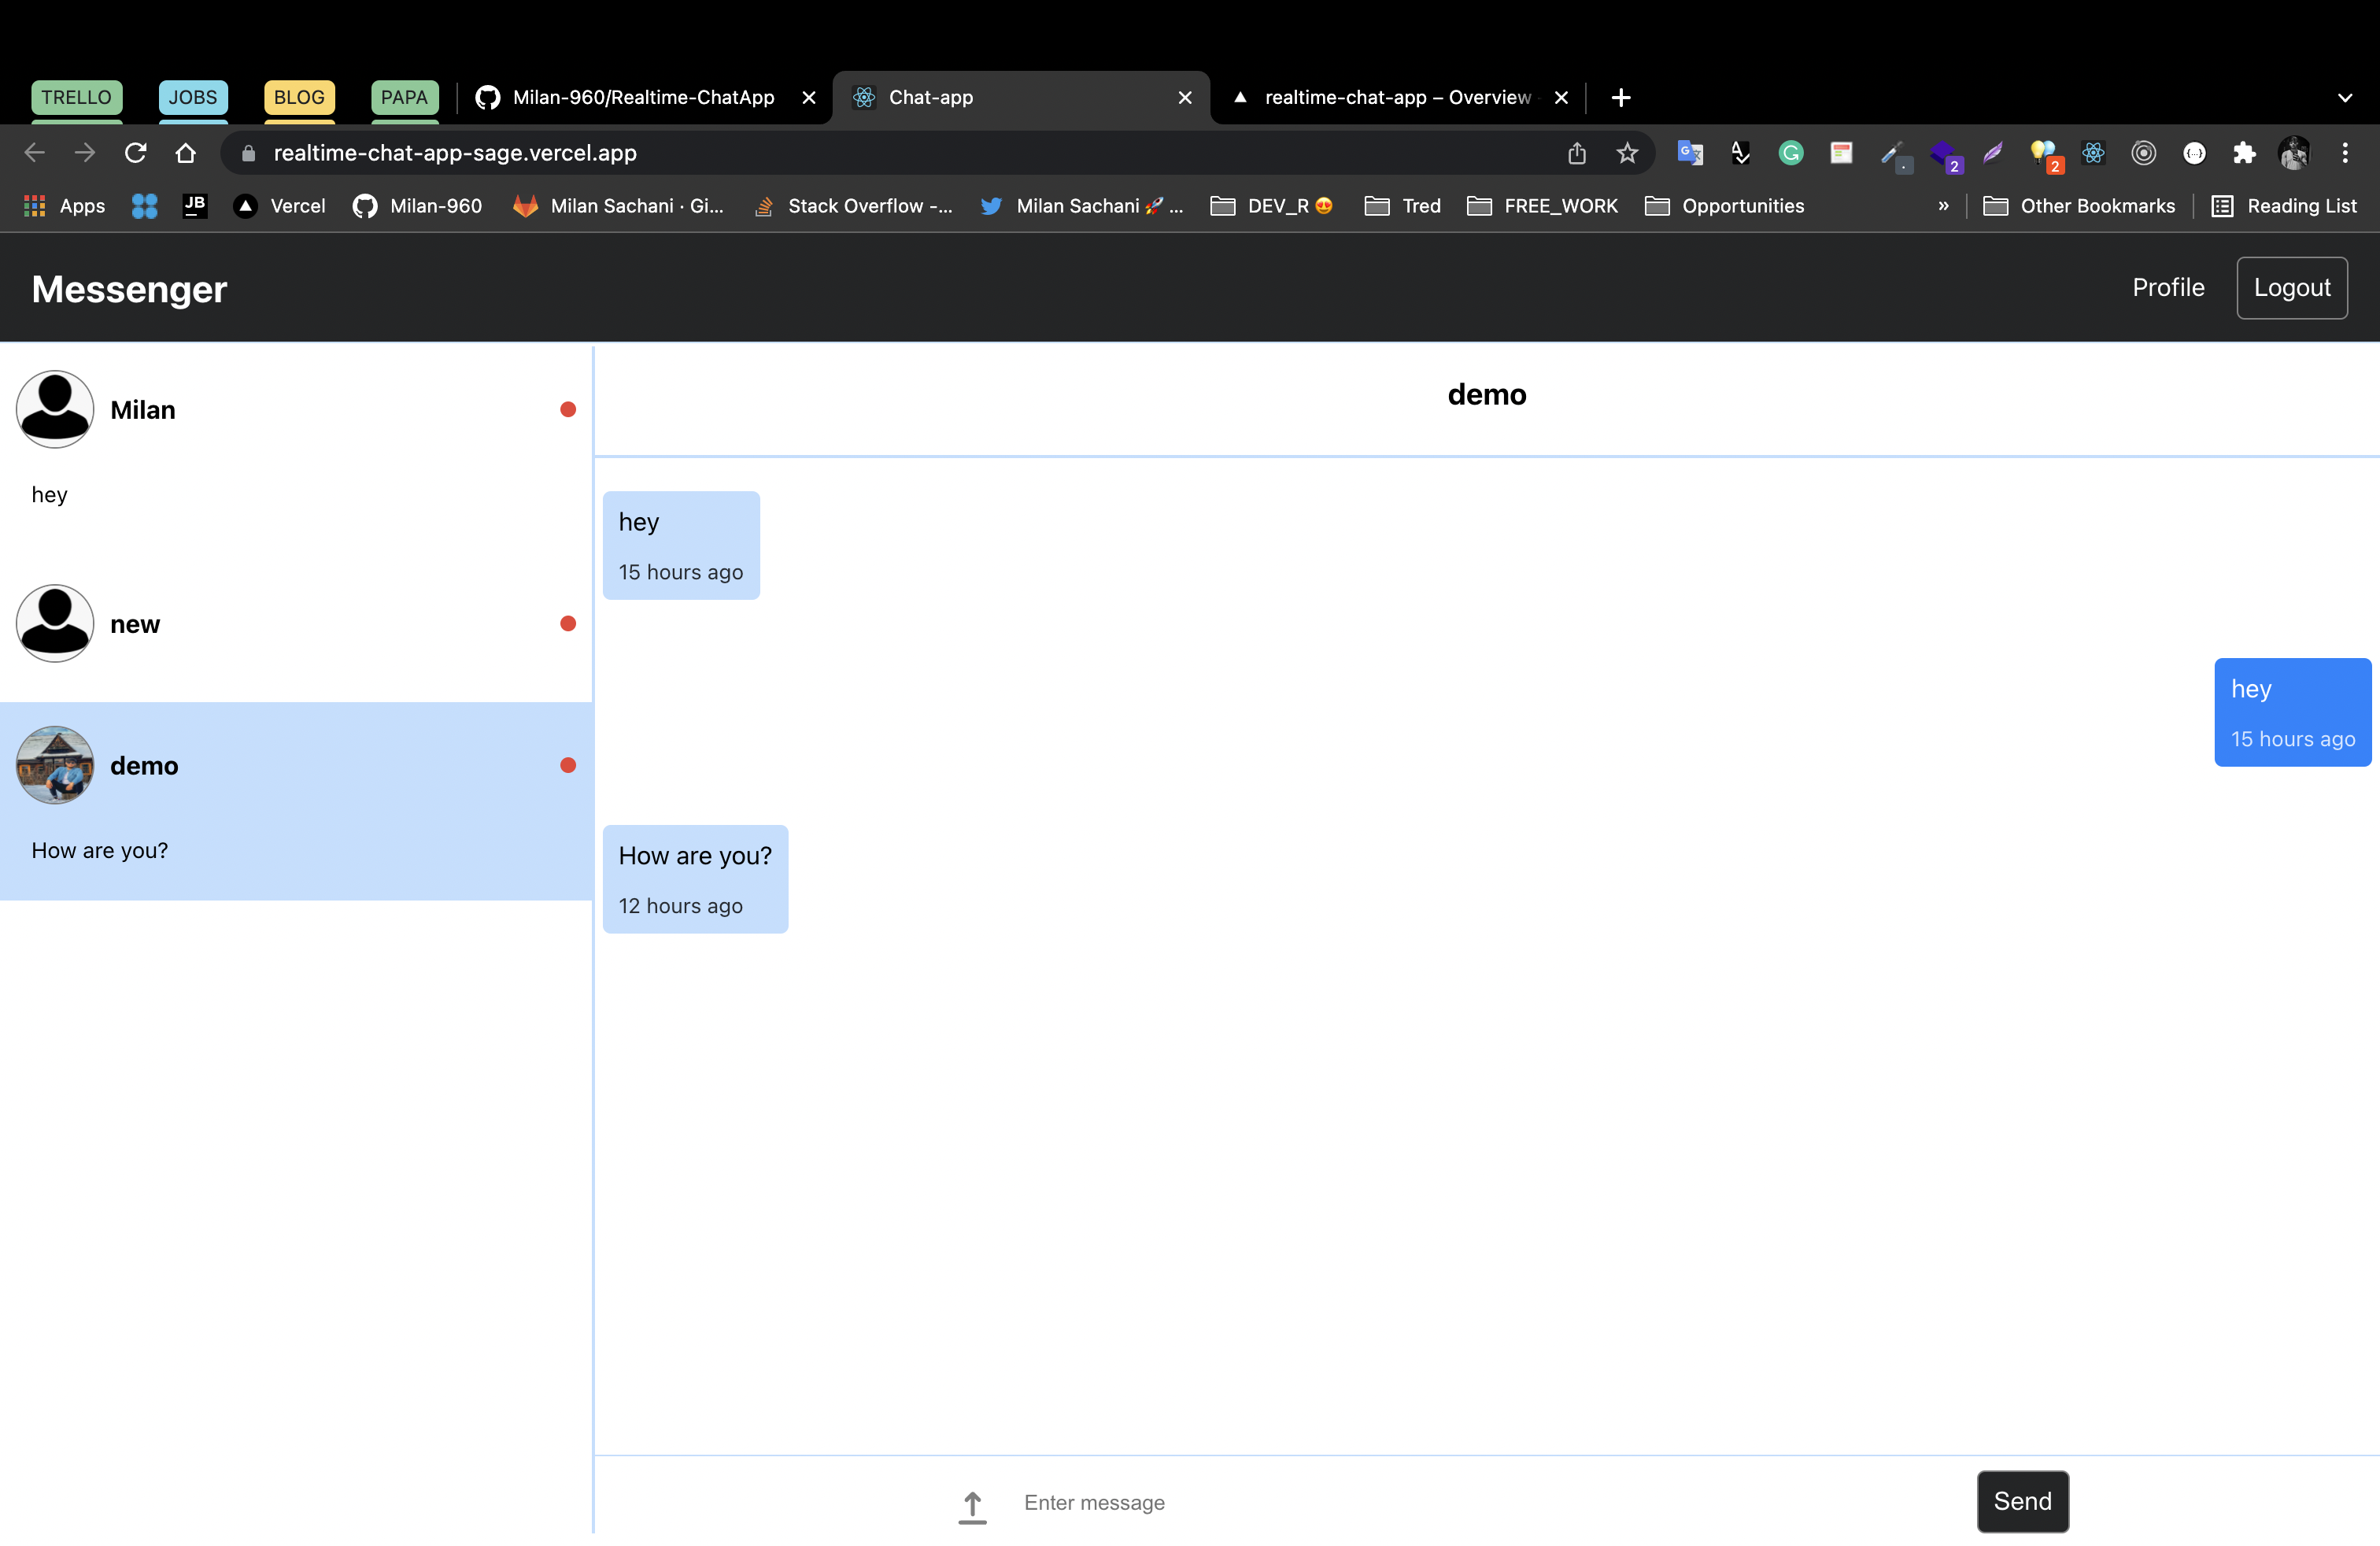 TRELLO JOBS BLOG PAPA Milan-960/Realtime-ChatApp Chat-app realtime-chat-app – Overview
realtime-chat-app-sage.vercel.app 2 2
Apps JB Vercel Milan-960 Milan Sachani · Gi... Stack Overflow -... Milan Sachani 🚀 ... DEV_R 😍 Tred FREE_WORK Opportunities » Other Bookmarks Reading List
Messenger Profile Logout
Milan
hey
new
demo
How are you?
demo
hey
15 hours ago
hey
15 hours ago
How are you?
12 hours ago
Enter message Send